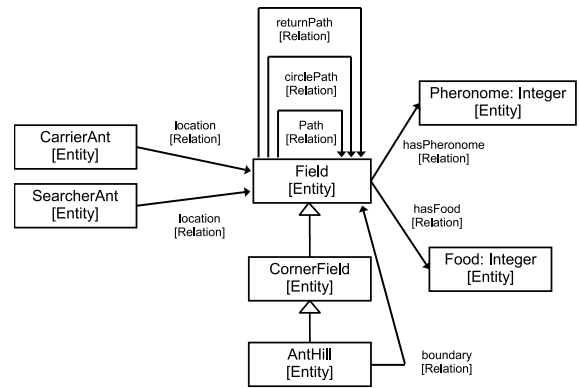 returnPath
[Relation]
circlePath
[Relation]
Path
[Relation]
Pheronome: Integer
[Entity]
CarrierAnt
[Entity]
location
[Relation]
hasPheronome
[Relation]
Field
[Entity]
SearcherAnt
[Entity]
location
[Relation]
hasFood
[Relation]
Food: Integer
[Entity]
CornerField
[Entity]
AntHill
[Entity]
boundary
[Relation]